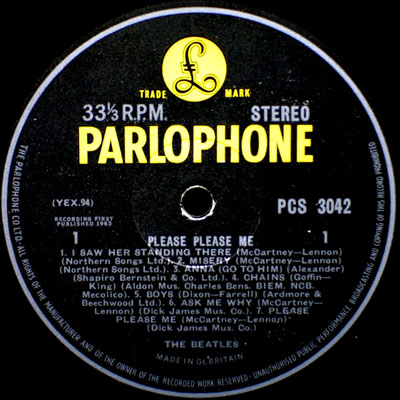 £
TRADE MARK
33⅓ R.P.M. STEREO
PARLOPHONE
(YEX.94) PCS 3042
RECORDING FIRST
PUBLISHED 1963
1 PLEASE PLEASE ME 1
1. I SAW HER STANDING THERE (McCartney—Lennon)
(Northern Songs Ltd.), 2. MISERY (McCartney—Lennon)
(Northern Songs Ltd.) 3. ANNA (GO TO HIM) (Alexander)
(Shapiro Bernstein & Co. Ltd.) 4. CHAINS (Goffin-
King) (Aldon Mus. Charles Bens. BIEM. NCB.
Mecolico). 5. BOYS (Dixon—Farrell) (Ardmore &
Beechwood Ltd.) 6. ASK ME WHY (McCartney—
Lennon) (Dick James Mus. Co.). 7. PLEASE
PLEASE ME (McCartney—Lennon)
(Dick James Mus. Co.)
THE BEATLES
MADE IN GT.BRITAIN
THE PARLOPHONE CO LTD. ALL RIGHTS OF THE MANUFACTURER AND OF THE OWNER OF THE RECORDED WORK RESERVED. UNAUTHORISED PUBLIC PERFORMANCE BROADCASTING AND COPYING OF THIS RECORD PROHIBITED